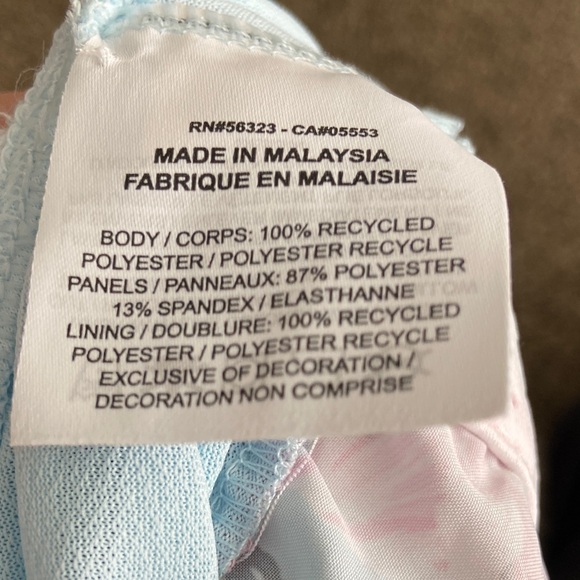 RN#56323 - CA#05553
MADE IN MALAYSIA
FABRIQUE EN MALAISIE
BODY / CORPS: 100% RECYCLED
POLYESTER / POLYESTER RECYCLE
PANELS / PANNEAUX: 87% POLYESTER
13% SPANDEX / ELASTHANNE
LINING / DOUBLURE: 100% RECYCLED
POLYESTER / POLYESTER RECYCLE
EXCLUSIVE OF DECORATION /
DECORATION NON COMPRISE